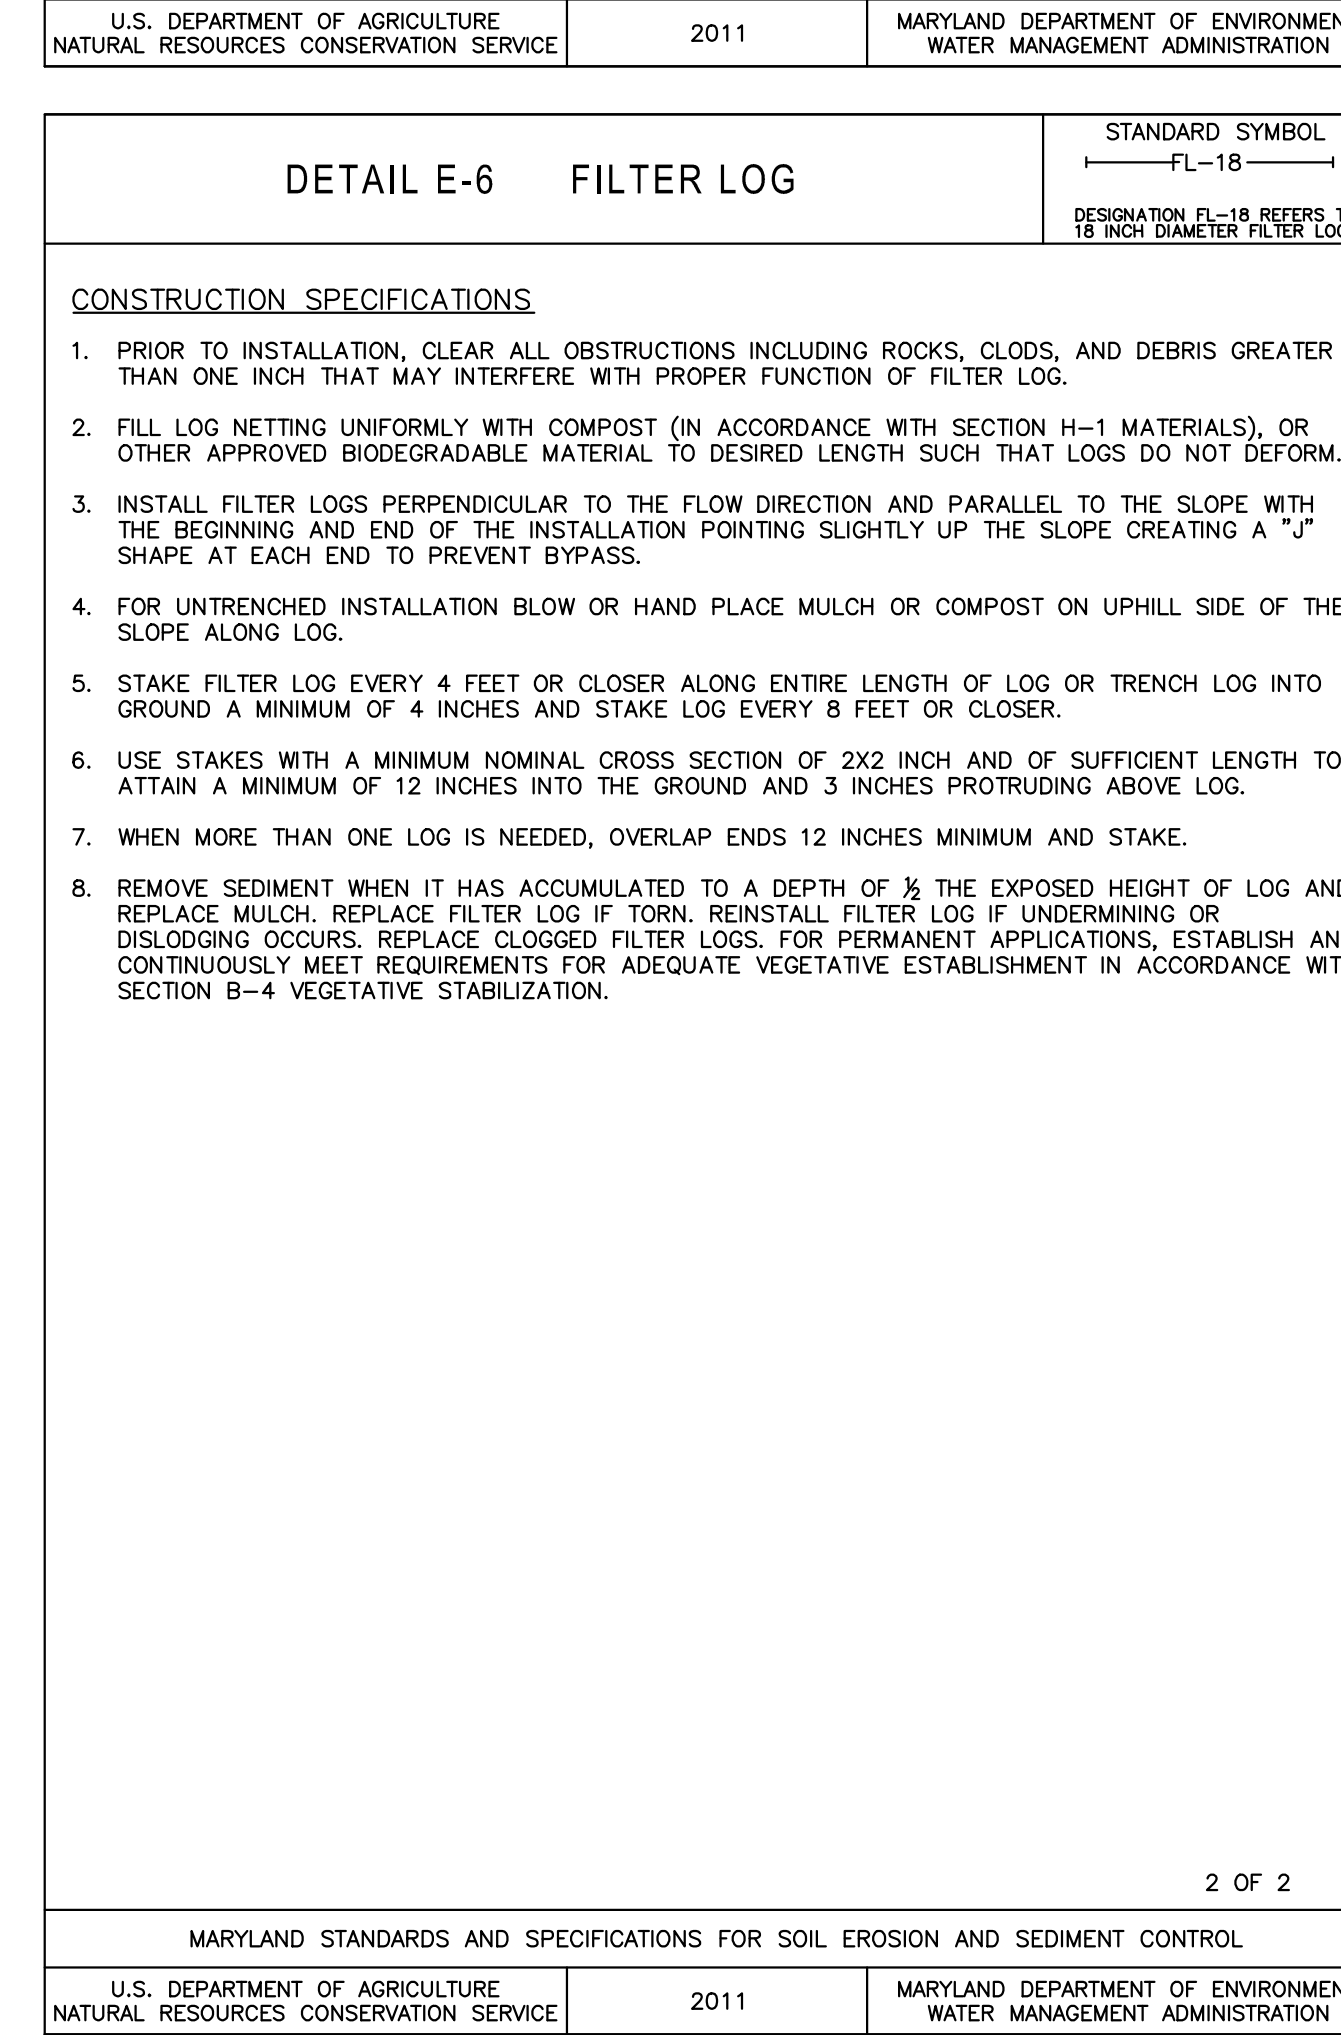 U.S. DEPARTMENT OF AGRICULTURE
NATURAL RESOURCES CONSERVATION SERVICE
2011
MARYLAND DEPARTMENT OF ENVIRONMEN
WATER MANAGEMENT ADMINISTRATION
DETAIL E-6 FILTER LOG
STANDARD SYMBOL
FL-18
DESIGNATION FL-18 REFERS T
18 INCH DIAMETER FILTER LOG
CONSTRUCTION SPECIFICATIONS
1. PRIOR TO INSTALLATION, CLEAR ALL OBSTRUCTIONS INCLUDING ROCKS, CLODS, AND DEBRIS GREATER
THAN ONE INCH THAT MAY INTERFERE WITH PROPER FUNCTION OF FILTER LOG.
2. FILL LOG NETTING UNIFORMLY WITH COMPOST (IN ACCORDANCE WITH SECTION H-1 MATERIALS), OR
OTHER APPROVED BIODEGRADABLE MATERIAL TO DESIRED LENGTH SUCH THAT LOGS DO NOT DEFORM.
3. INSTALL FILTER LOGS PERPENDICULAR TO THE FLOW DIRECTION AND PARALLEL TO THE SLOPE WITH
THE BEGINNING AND END OF THE INSTALLATION POINTING SLIGHTLY UP THE SLOPE CREATING A "J"
SHAPE AT EACH END TO PREVENT BYPASS.
4. FOR UNTRENCHED INSTALLATION BLOW OR HAND PLACE MULCH OR COMPOST ON UPHILL SIDE OF THE
SLOPE ALONG LOG.
5. STAKE FILTER LOG EVERY 4 FEET OR CLOSER ALONG ENTIRE LENGTH OF LOG OR TRENCH LOG INTO
GROUND A MINIMUM OF 4 INCHES AND STAKE LOG EVERY 8 FEET OR CLOSER.
6. USE STAKES WITH A MINIMUM NOMINAL CROSS SECTION OF 2X2 INCH AND OF SUFFICIENT LENGTH TO
ATTAIN A MINIMUM OF 12 INCHES INTO THE GROUND AND 3 INCHES PROTRUDING ABOVE LOG.
7. WHEN MORE THAN ONE LOG IS NEEDED, OVERLAP ENDS 12 INCHES MINIMUM AND STAKE.
8. REMOVE SEDIMENT WHEN IT HAS ACCUMULATED TO A DEPTH OF ½ THE EXPOSED HEIGHT OF LOG AND
REPLACE MULCH. REPLACE FILTER LOG IF TORN. REINSTALL FILTER LOG IF UNDERMINING OR
DISLODGING OCCURS. REPLACE CLOGGED FILTER LOGS. FOR PERMANENT APPLICATIONS, ESTABLISH AN
CONTINUOUSLY MEET REQUIREMENTS FOR ADEQUATE VEGETATIVE ESTABLISHMENT IN ACCORDANCE WIT
SECTION B-4 VEGETATIVE STABILIZATION.
2 OF 2
MARYLAND STANDARDS AND SPECIFICATIONS FOR SOIL EROSION AND SEDIMENT CONTROL
U.S. DEPARTMENT OF AGRICULTURE
NATURAL RESOURCES CONSERVATION SERVICE
2011
MARYLAND DEPARTMENT OF ENVIRONMEN
WATER MANAGEMENT ADMINISTRATION